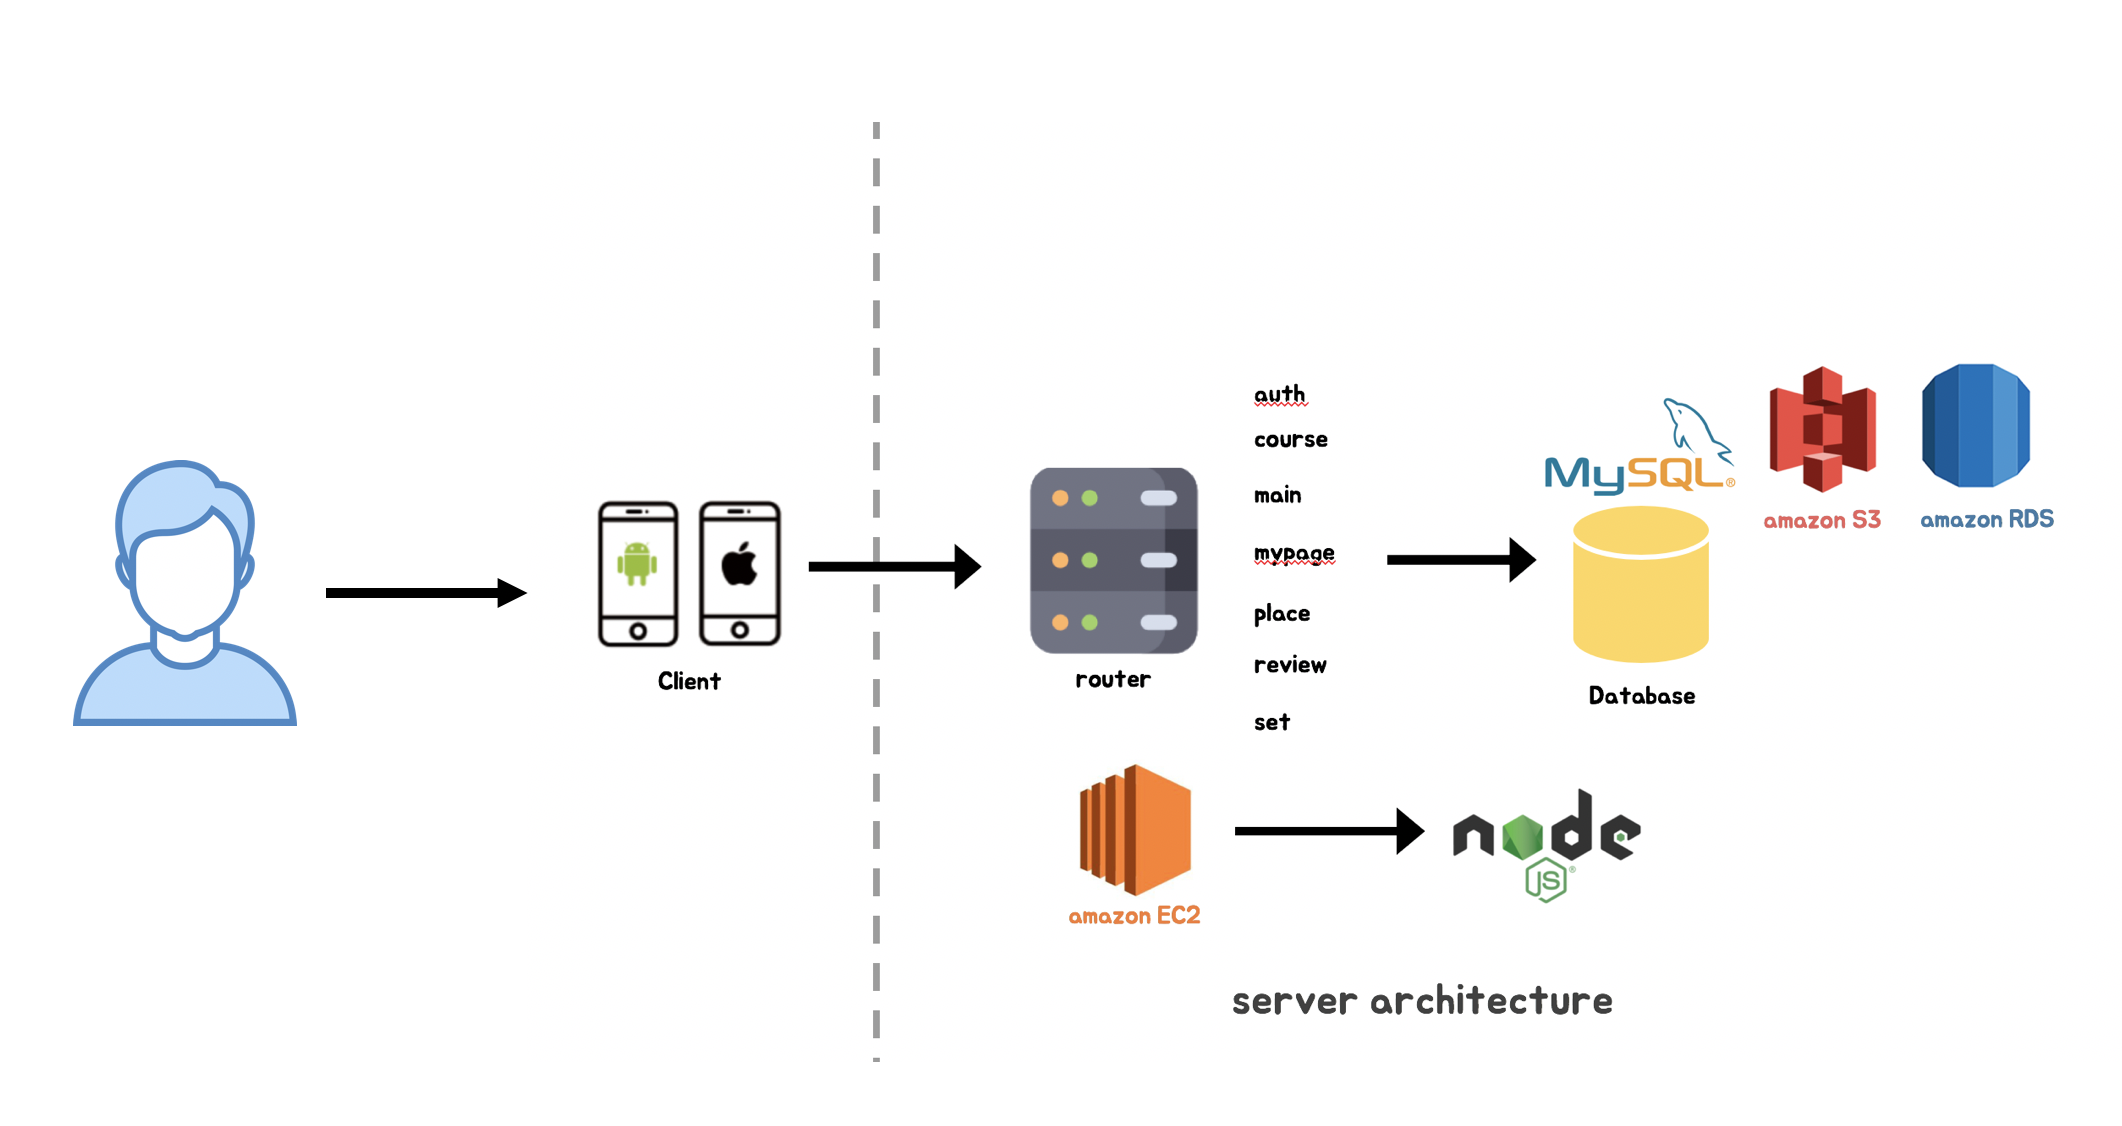 Client
router
auth
course
main
mypage
place
review
set
MySQL®
Database
amazon S3
amazon RDS
amazon EC2
node
JS®
server architecture